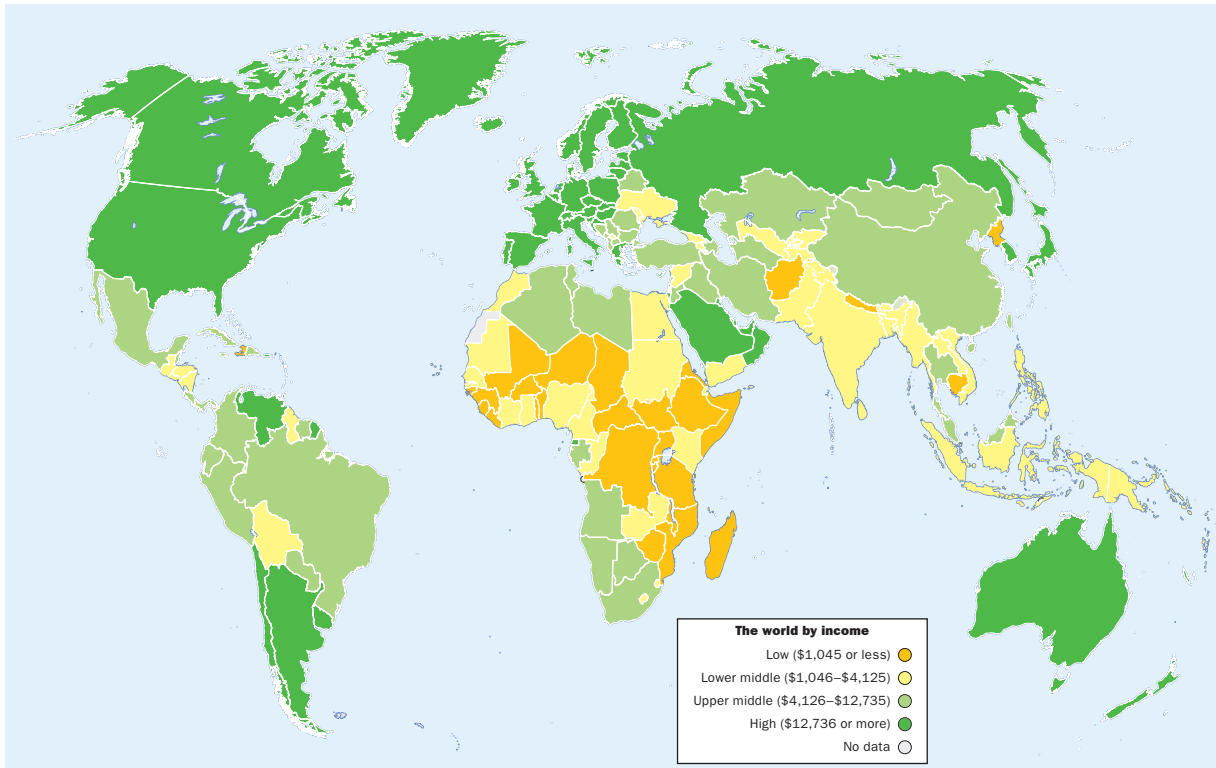 The world by income
Low ($1,045 or less)
Lower middle ($1,046–$4,125)
Upper middle ($4,126–$12,735)
High ($12,736 or more)
No data